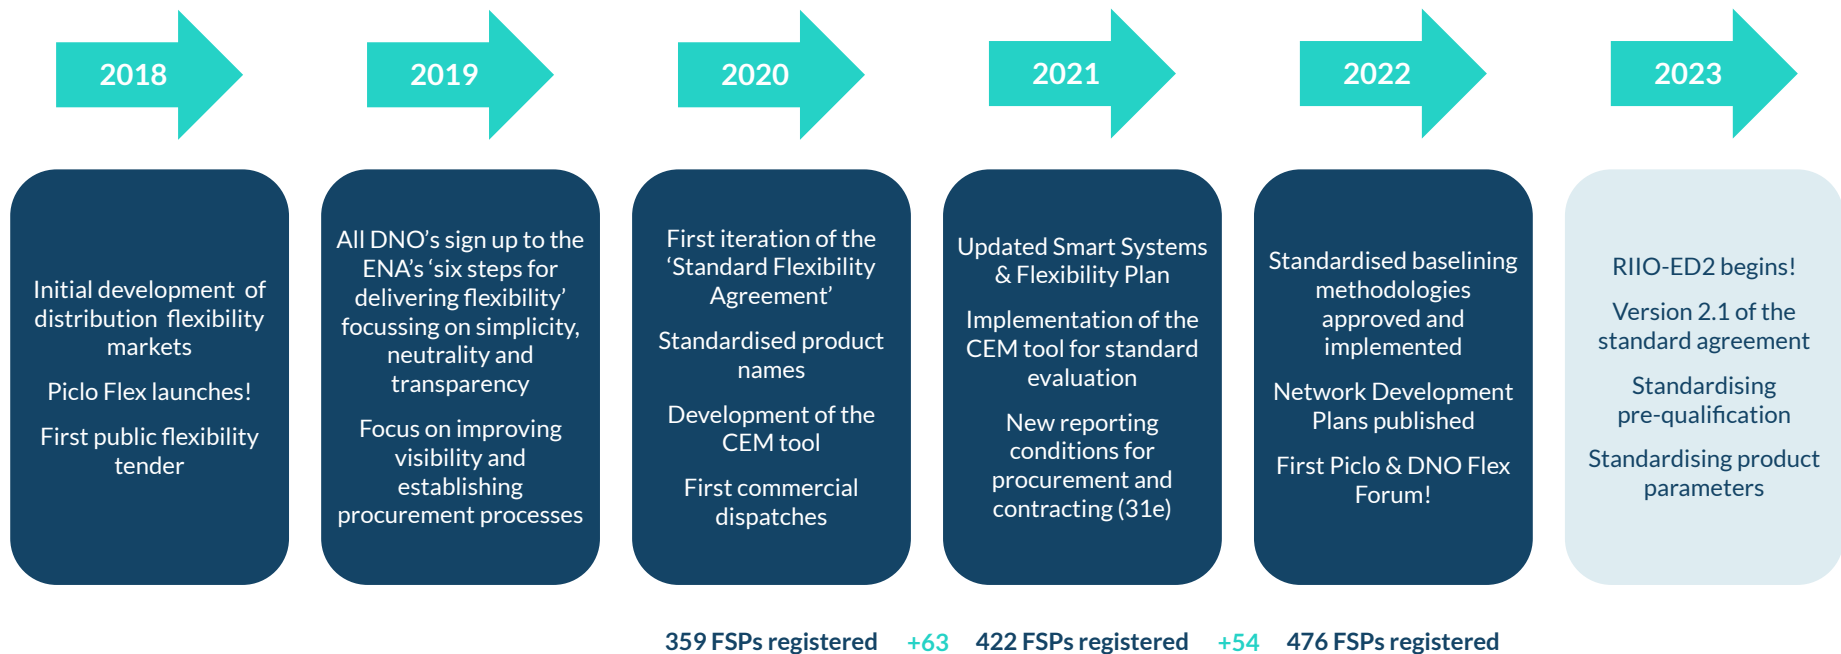 2018
2019
2020
2021
2022
2023
Initial development of
distribution flexibility
markets
Piclo Flex launches!
First public flexibility
tender
All DNO's sign up to the
ENA's ‘six steps for
delivering flexibility’
focussing on simplicity,
neutrality and
transparency
Focus on improving
visibility and
establishing
procurement processes
First iteration of the
‘Standard Flexibility
Agreement’
Standardised product
names
Development of the
CEM tool
First commercial
dispatches
Updated Smart Systems
& Flexibility Plan
Implementation of the
CEM tool for standard
evaluation
New reporting
conditions for
procurement and
contracting (31e)
Standardised baselining
methodologies
approved and
implemented
Network Development
Plans published
First Piclo & DNO Flex
Forum!
RIIO-ED2 begins!
Version 2.1 of the
standard agreement
Standardising
pre-qualification
Standardising product
parameters
359 FSPs registered +63 422 FSPs registered +54 476 FSPs registered